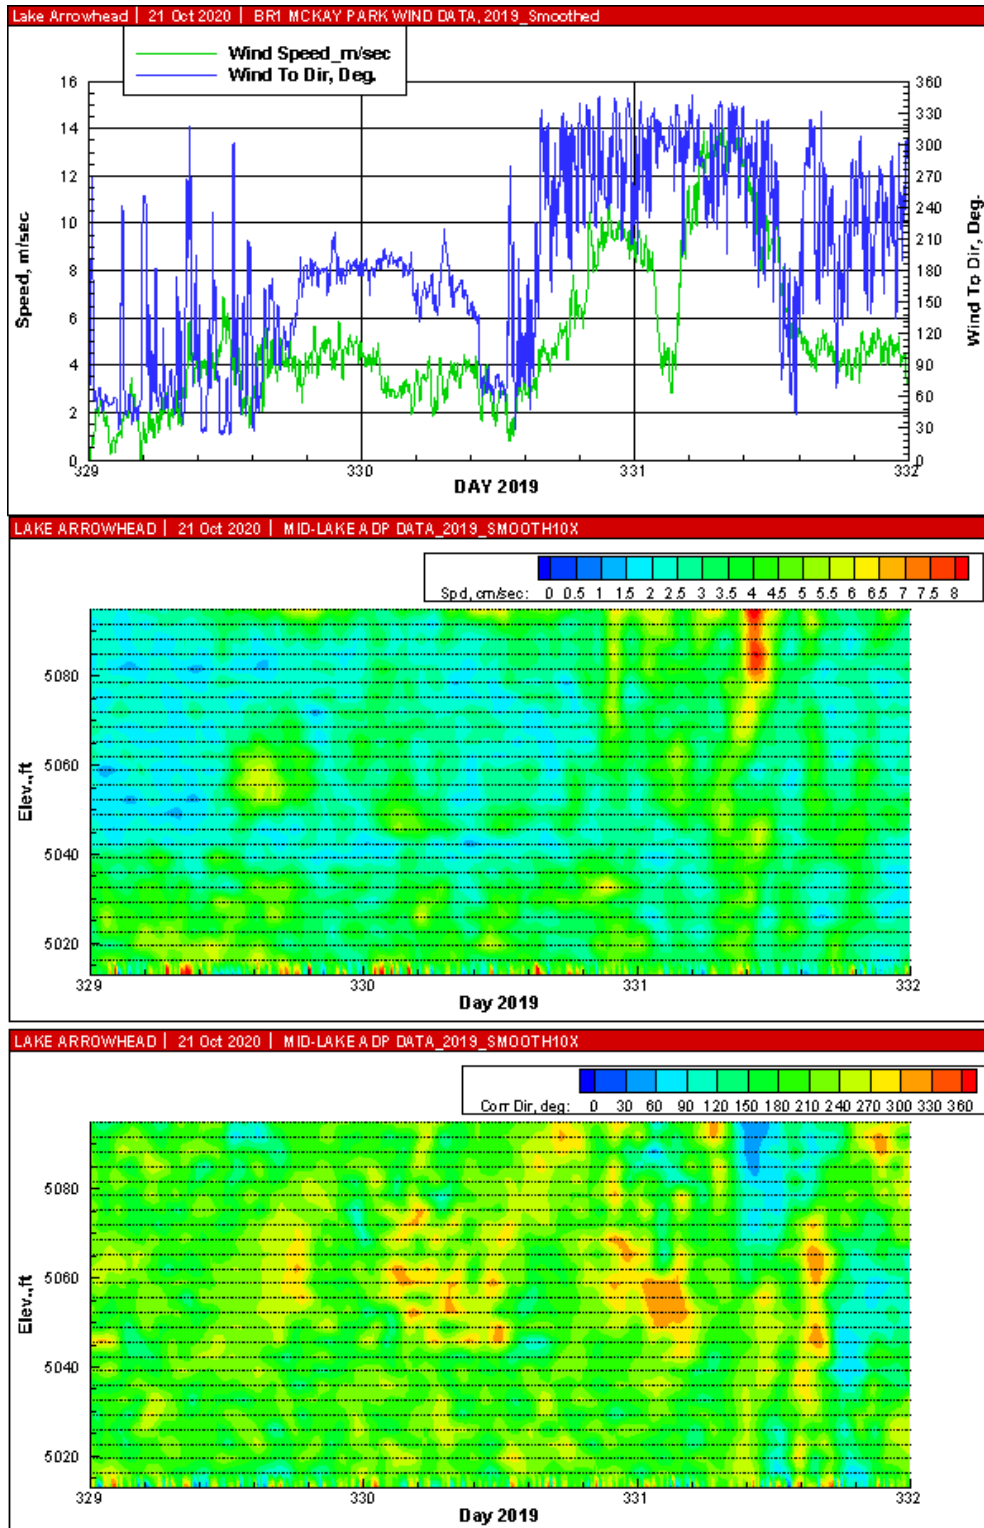 Lake Arrowhead | 21 Oct 2020 | BR1 MCKAY PARK WIND DATA, 2019_Smoothed
Wind Speed_m/sec
Wind To Dir, Deg.
16 360
14 330
12 300
10 270
8 240
6 210
4 180
2 150
0 120
90
60
30
0
Speed, m/sec
Wind To Dir, Deg.
329 330 331 332
DAY 2019
LAKE ARROWHEAD | 21 Oct 2020 | MID-LAKE ADP DATA_2019_SMOOTH10X
Spd, cm/sec: 0 0.5 1 1.5 2 2.5 3 3.5 4 4.5 5 5.5 6 6.5 7 7.5 8
5080
5060
5040
5020
Elev.,ft
329 330 331 332
Day 2019
LAKE ARROWHEAD | 21 Oct 2020 | MID-LAKE ADP DATA_2019_SMOOTH10X
Corr Dir, deg: 0 30 60 90 120 150 180 210 240 270 300 330 360
5080
5060
5040
5020
Elev.,ft
329 330 331 332
Day 2019